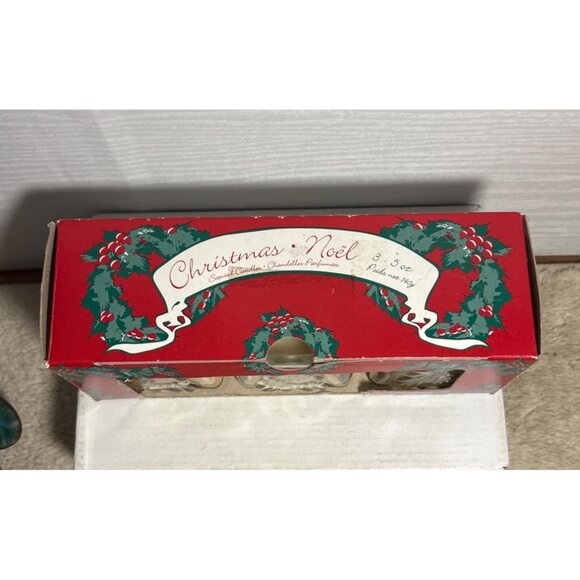 Christmas · Noël
Scented Candles · Chandelles Parfumées
3 . 5 oz
Poids net 140g